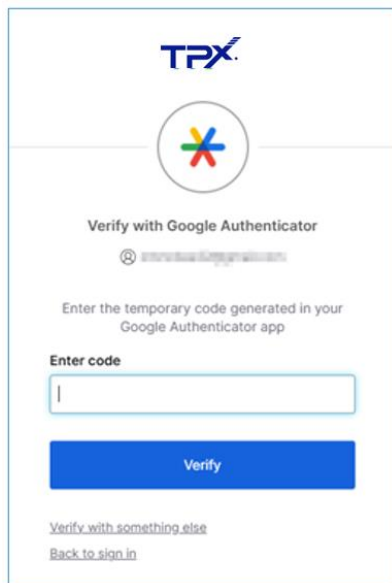 TPX
Verify with Google Authenticator
Enter the temporary code generated in your
Google Authenticator app
Enter code
Verify
Verify with something else
Back to sign in